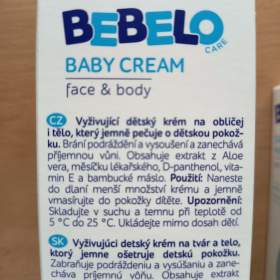 BEBELO
CARE
BABY CREAM
face & body
CZ Vyživující dětský krém na obličej
i tělo, který jemně pečuje o dětskou pokož-
ku. Brání podráždění a vysoušení a zanechává
příjemnou vůni. Obsahuje extrakt z Aloe
vera, měsíčku lékařského, D-panthenol, vita-
min E a bambucké máslo. Použití: Naneste
do dlaní menší množství krému a jemně
vmasírujte do pokožky dítěte. Upozornění:
Skladujte v suchu a temnu při teplotě od
5 °C do 25 °C. Ukládejte mimo dosah dětí.
SK Vyživujúci detský krém na tvár a telo,
ktorý jemne ošetruje detskú pokožku.
Zabraňuje podráždeniu a vysúšaniu a zane-
cháva príjemnú vôňu. Obsahuje extrakt